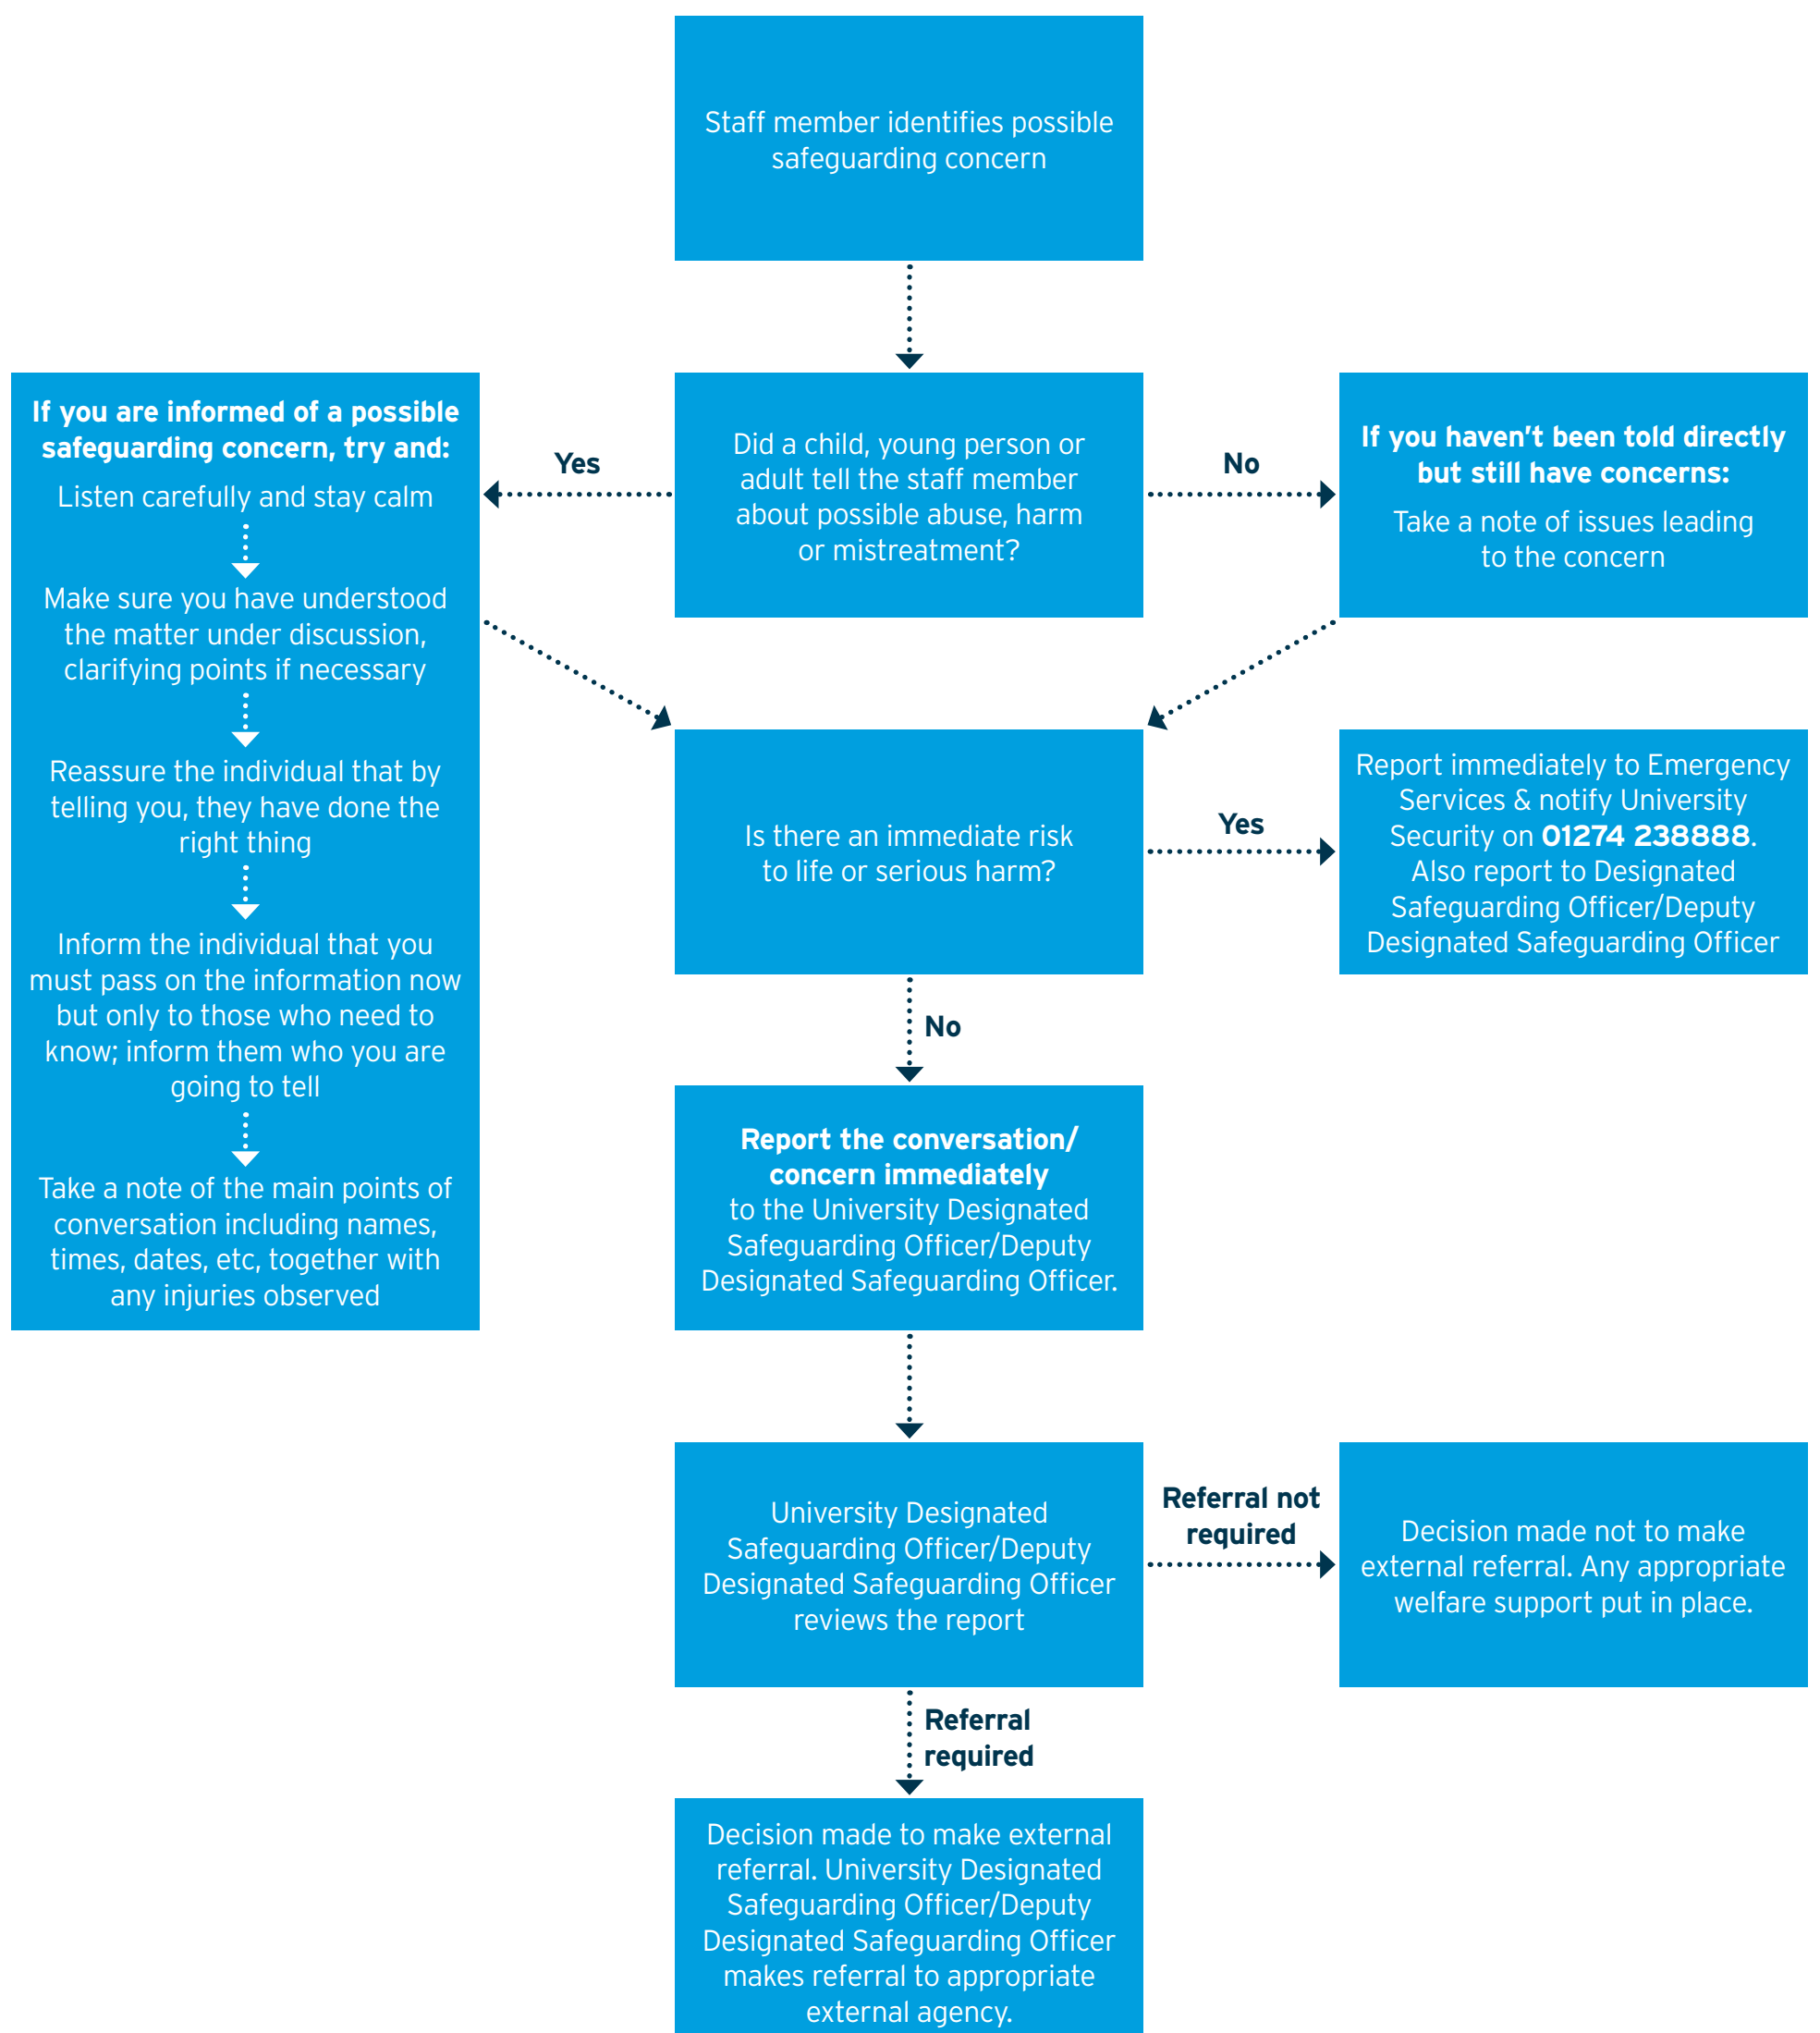 Staff member identifies possible
safeguarding concern
If you are informed of a possible
safeguarding concern, try and:
Listen carefully and stay calm
Make sure you have understood
the matter under discussion,
clarifying points if necessary
Reassure the individual that by
telling you, they have done the
right thing
Inform the individual that you
must pass on the information now
but only to those who need to
know; inform them who you are
going to tell
Take a note of the main points of
conversation including names,
times, dates, etc, together with
any injuries observed
Yes
Did a child, young person or
adult tell the staff member
about possible abuse, harm
or mistreatment?
No
If you haven't been told directly
but still have concerns:
Take a note of issues leading
to the concern
Is there an immediate risk
to life or serious harm?
Yes
Report immediately to Emergency
Services & notify University
Security on 01274 238888.
Also report to Designated
Safeguarding Officer/Deputy
Designated Safeguarding Officer
No
Report the conversation/
concern immediately
to the University Designated
Safeguarding Officer/Deputy
Designated Safeguarding Officer.
University Designated
Safeguarding Officer/Deputy
Designated Safeguarding Officer
reviews the report
Referral not
required
Decision made not to make
external referral. Any appropriate
welfare support put in place.
Referral
required
Decision made to make external
referral. University Designated
Safeguarding Officer/Deputy
Designated Safeguarding Officer
makes referral to appropriate
external agency.